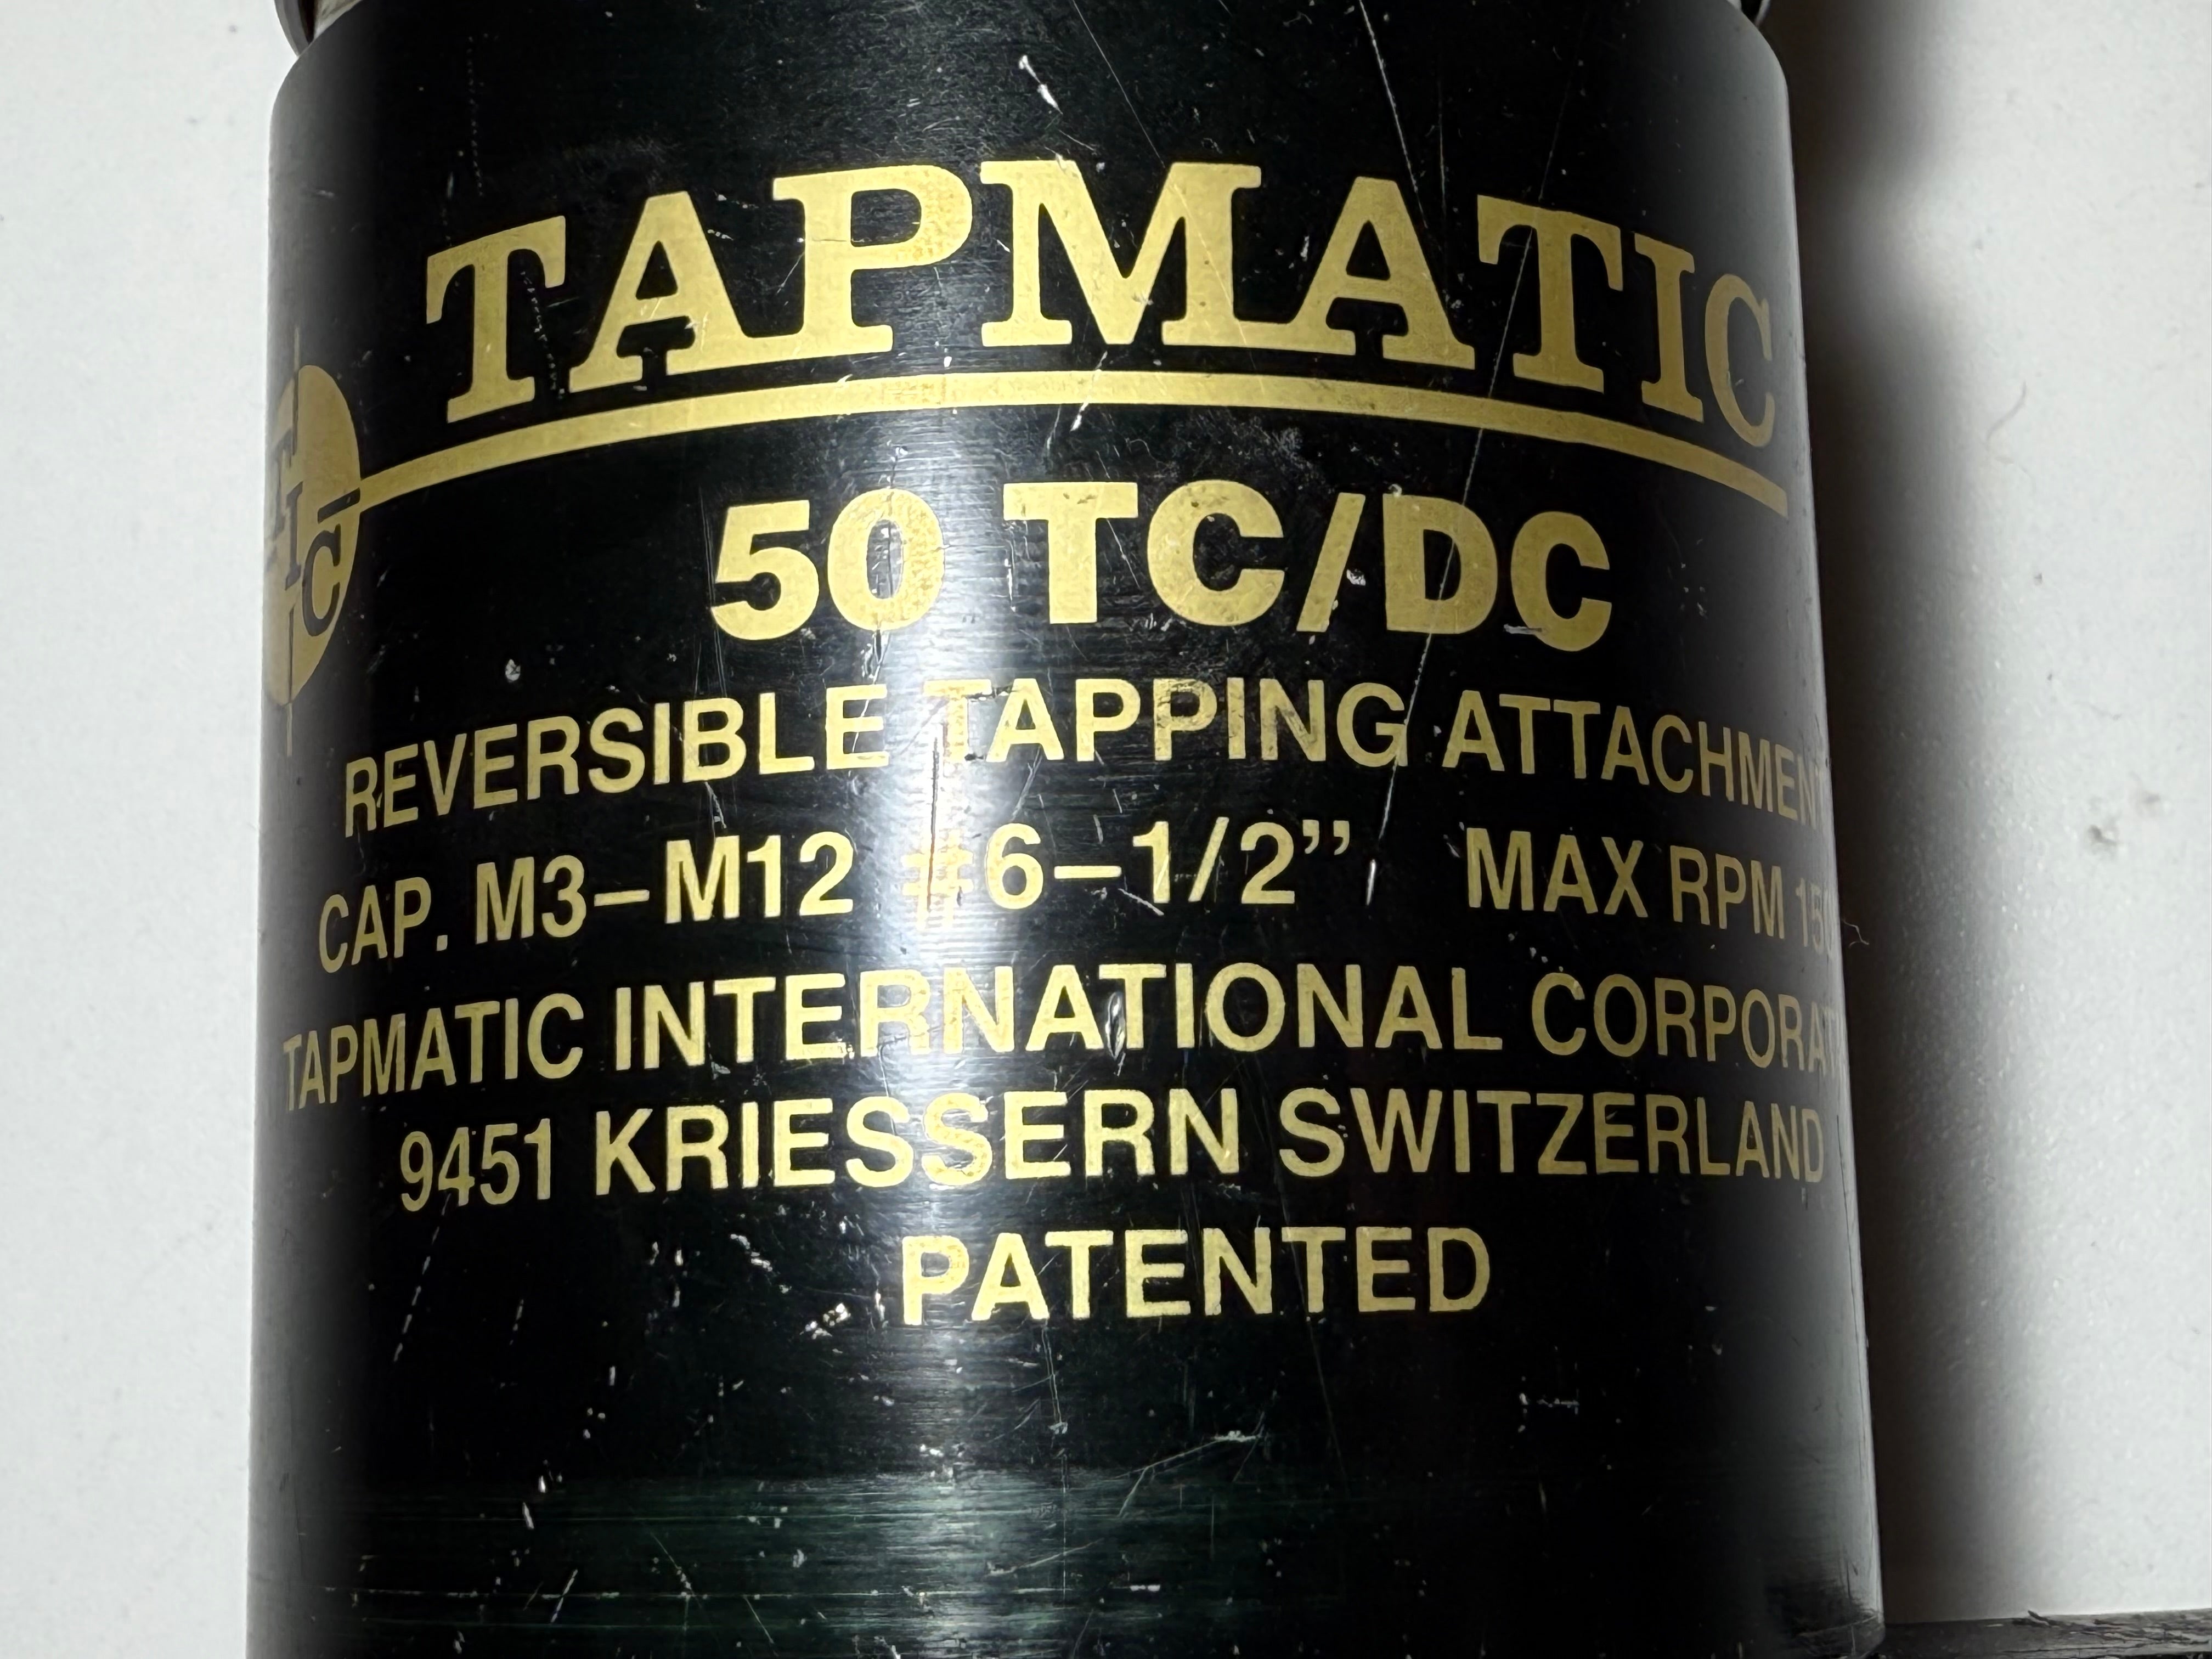 TAPMATIC
TIC
50 TC/DC
REVERSIBLE TAPPING ATTACHMENT
CAP. M3–M12 #6–1/2” MAX RPM
TAPMATIC INTERNATIONAL
9451 KRIESSERN SWITZERLAND
PATENTED